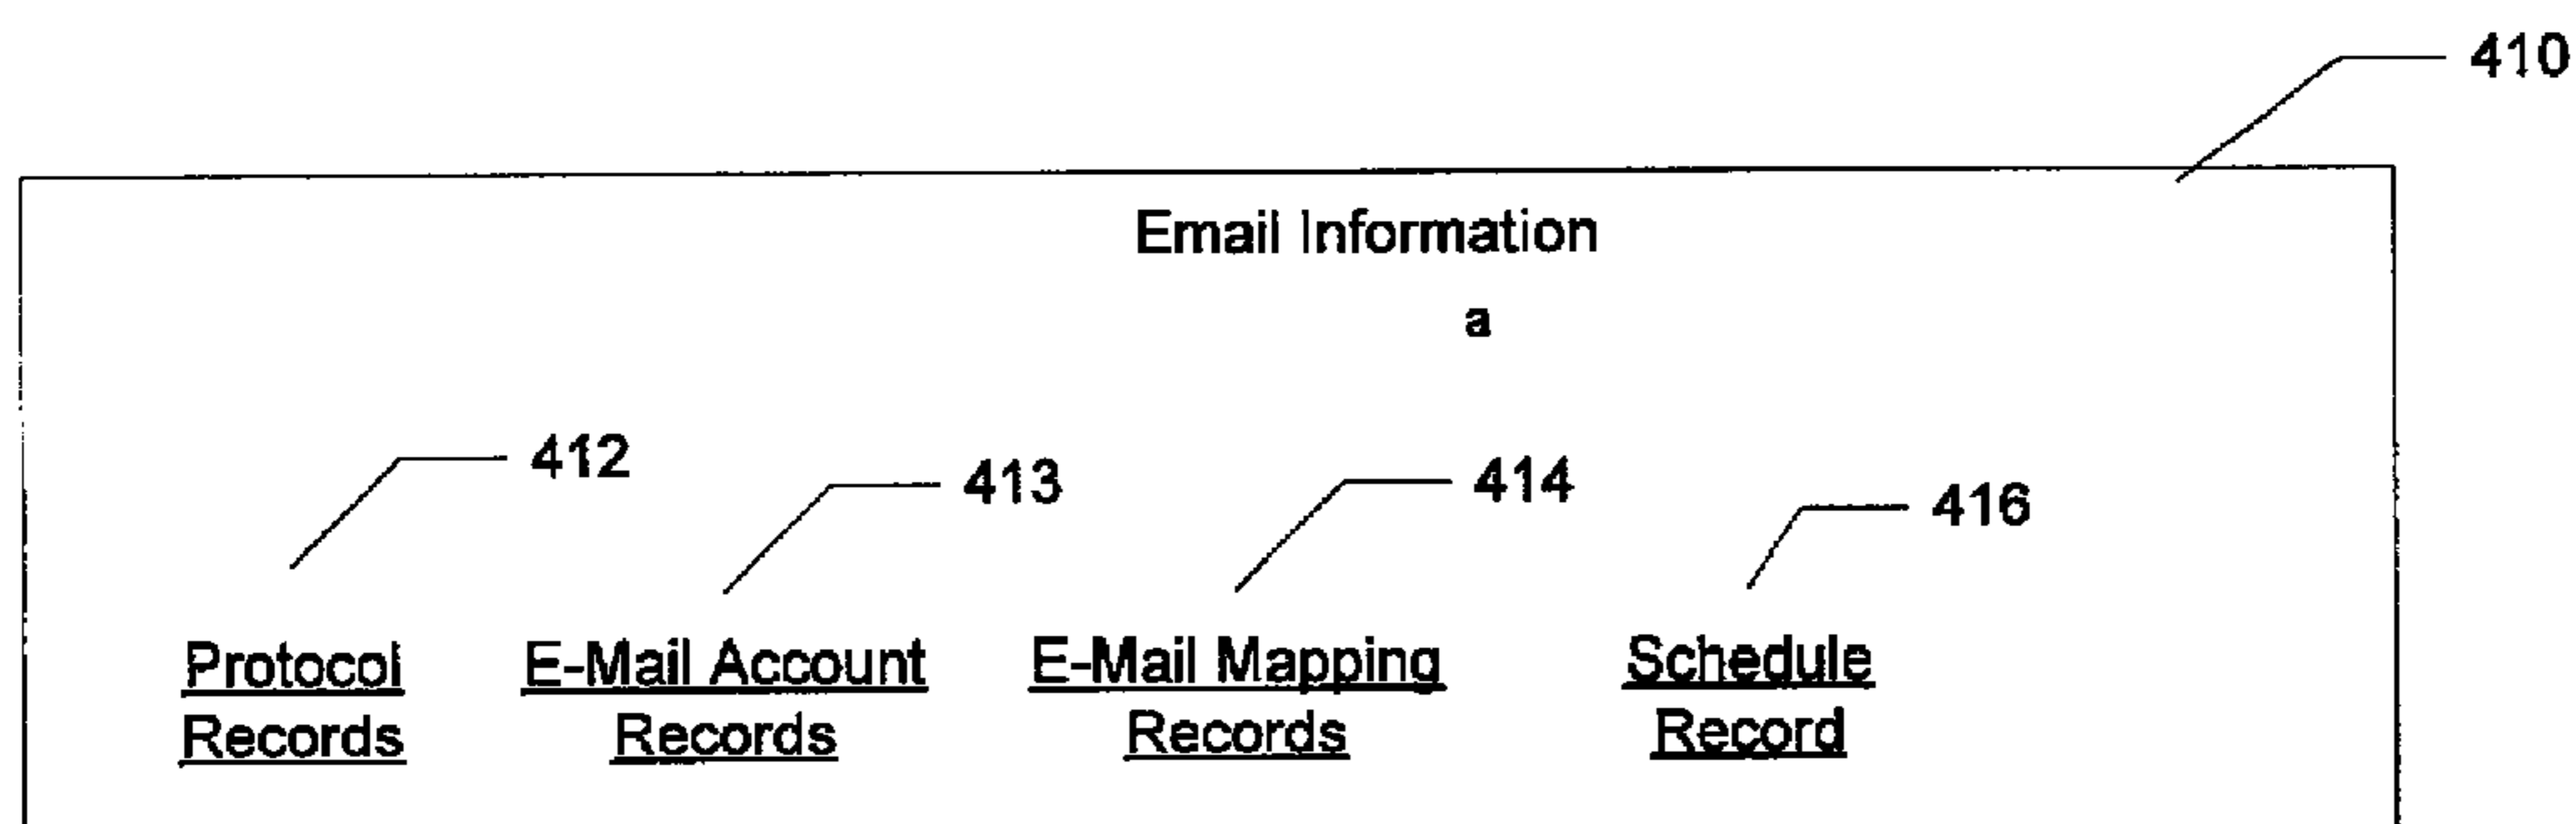 410
Email Information
a
412
413
414
416
Protocol
Records
E-Mail Account
Records
E-Mail Mapping
Records
Schedule
Record